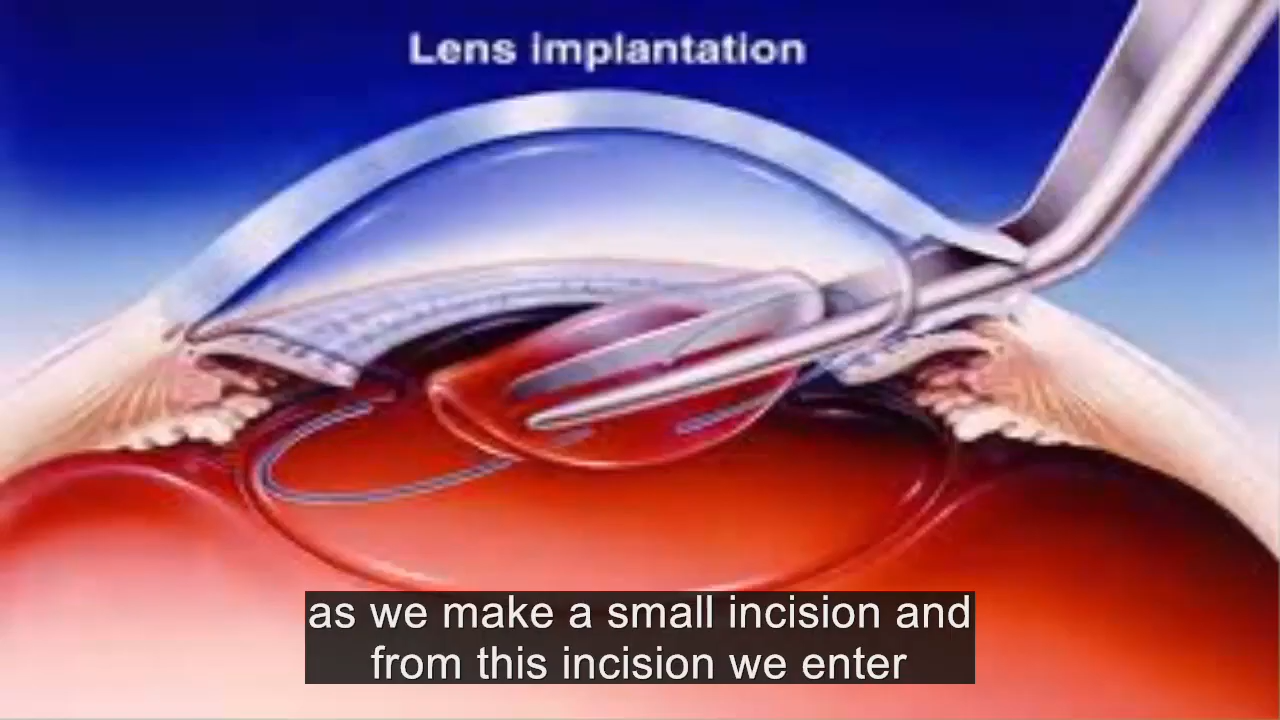 Lens implantation
as we make a small incision and
from this incision we enter